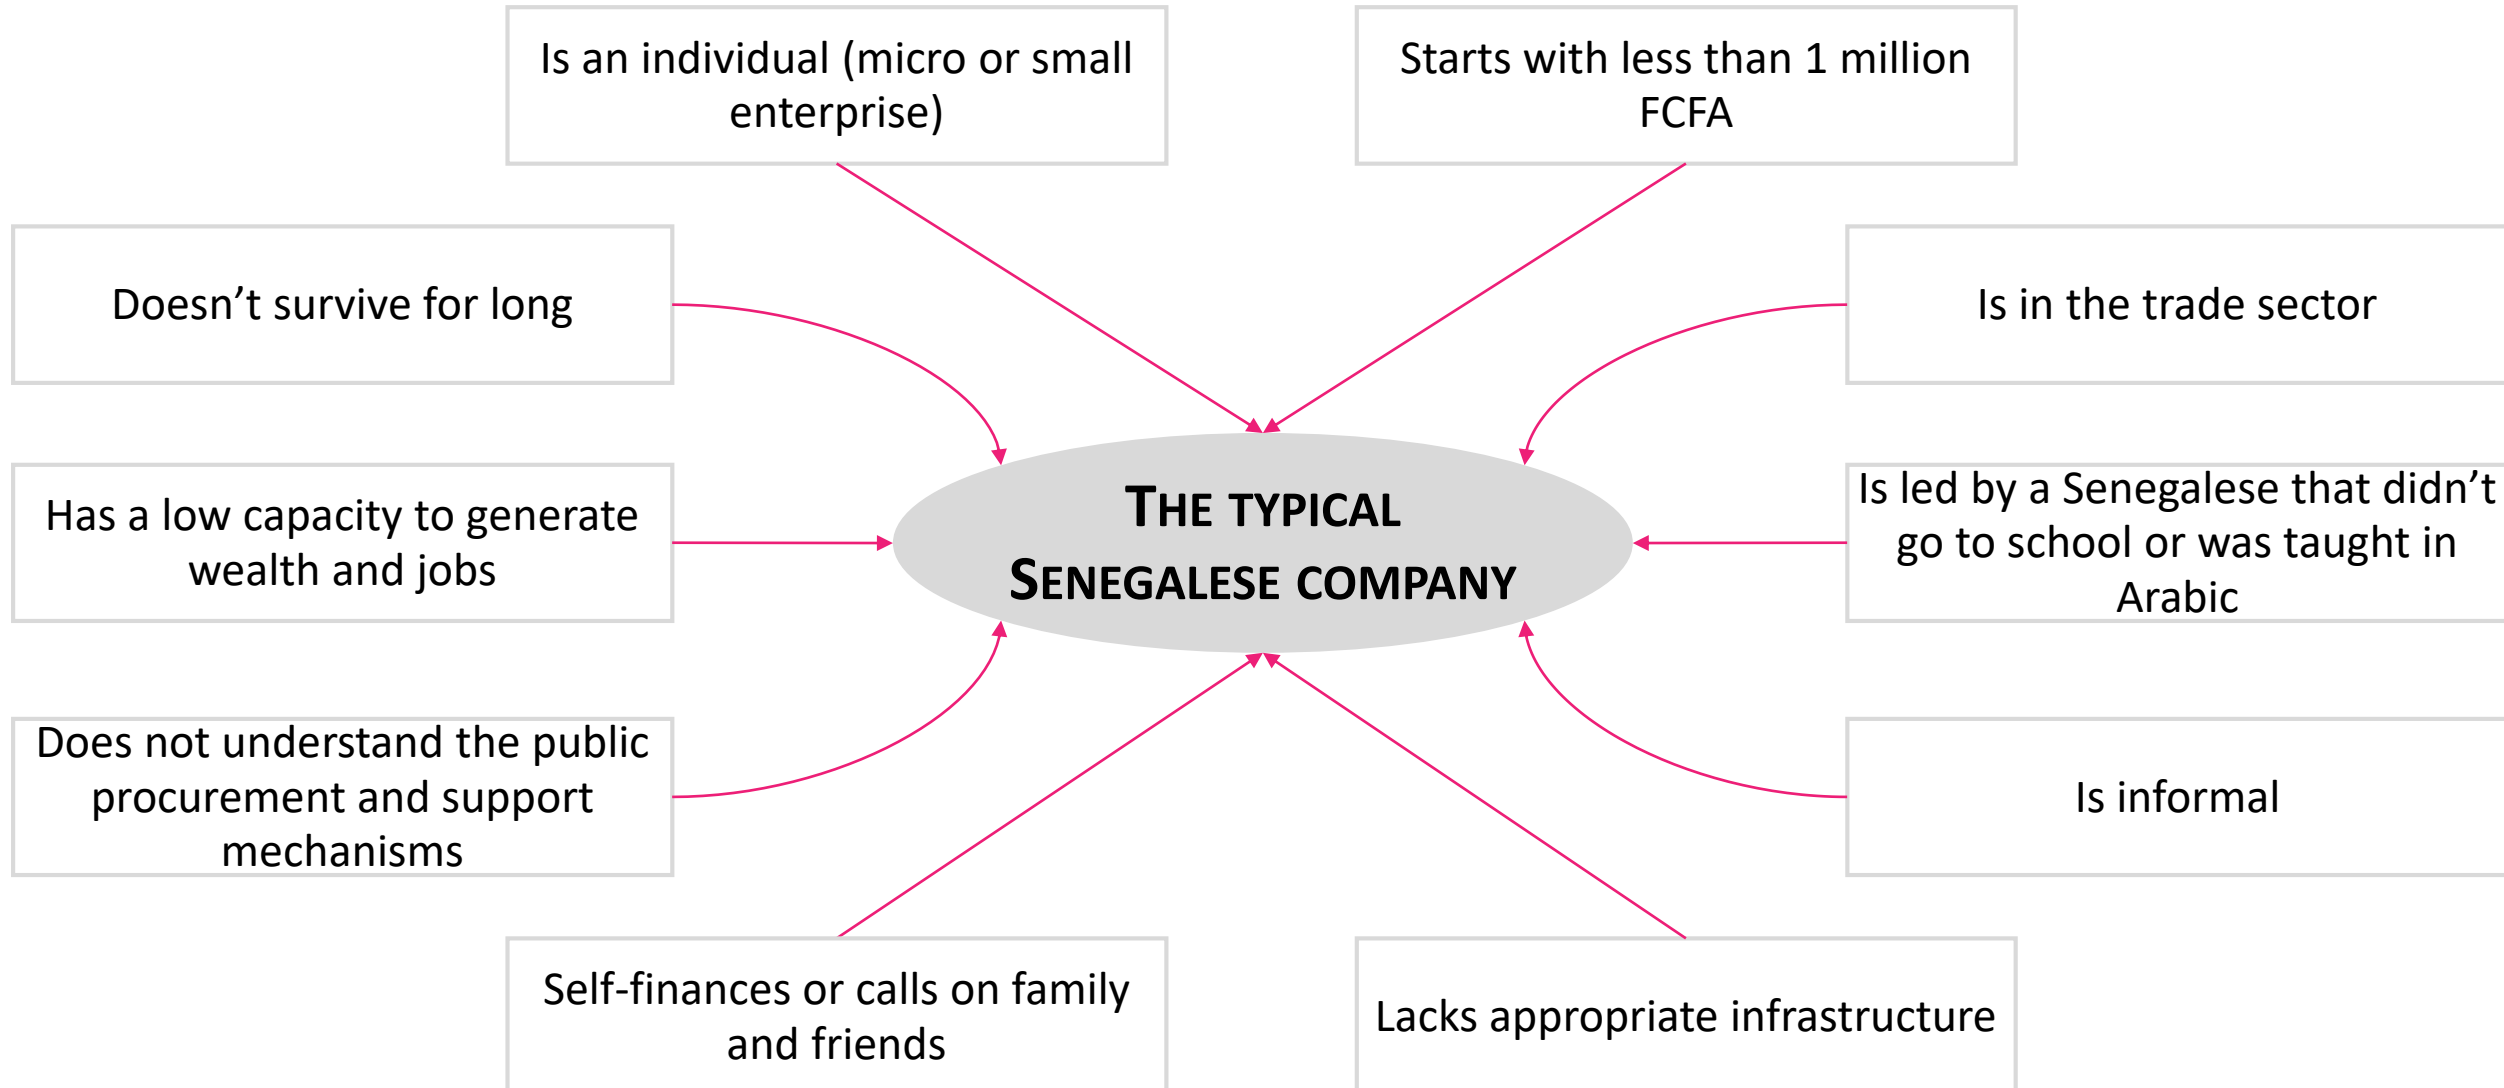 Is an individual (micro or small
enterprise)
Starts with less than 1 million
FCFA
Doesn’t survive for long
Is in the trade sector
Has a low capacity to generate
wealth and jobs
THE TYPICAL
SENEGALESE COMPANY
Is led by a Senegalese that didn’t
go to school or was taught in
Arabic
Does not understand the public
procurement and support
mechanisms
Is informal
Self-finances or calls on family
and friends
Lacks appropriate infrastructure